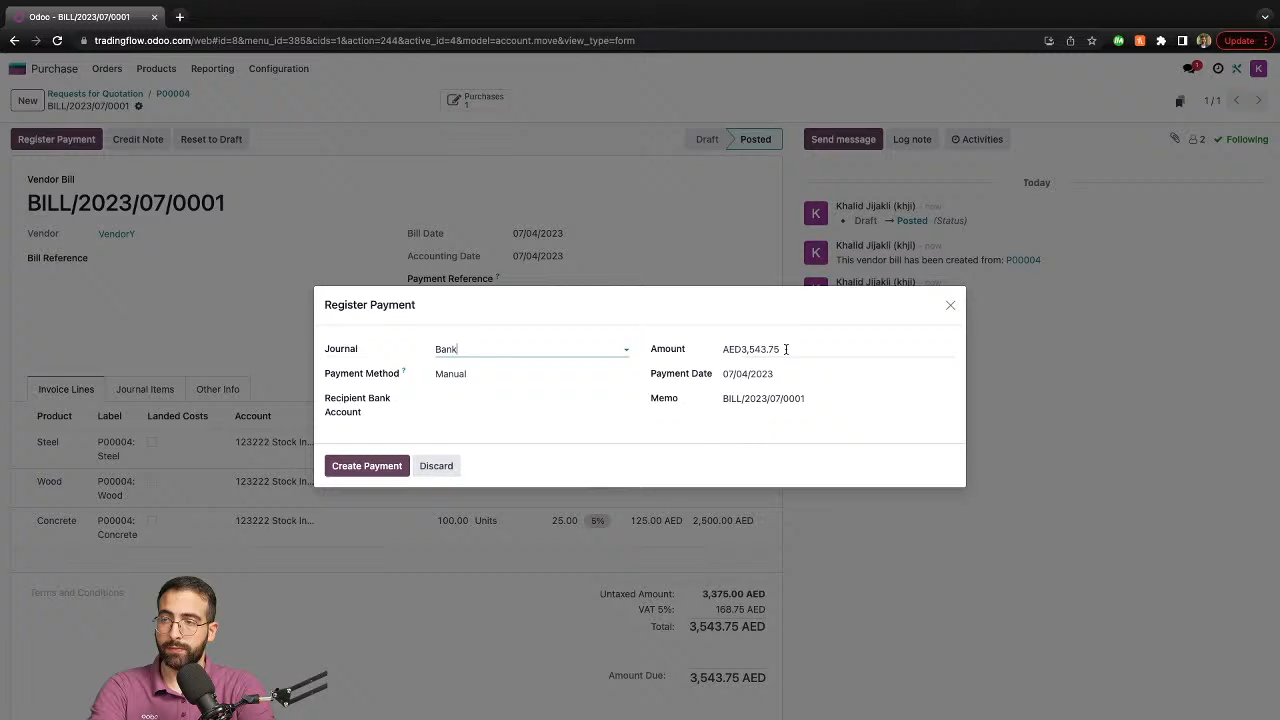 Odoo - BILL/2023/07/0001
tradingflow.odoo.com/web#id=8&menu_id=385&cids=1&action=244&active_id=4&model=account.move&view_type=form
Update
Purchase Orders Products Reporting Configuration
1
K
New
Requests for Quotation / P00004
BILL/2023/07/0001
Purchases
1
1 / 1
Register Payment Credit Note Reset to Draft
Draft Posted
Send message Log note Activities
2 Following
Vendor Bill
BILL/2023/07/0001
Vendor VendorY
Bill Reference
Bill Date 07/04/2023
Accounting Date 07/04/2023
Payment Reference ?
Today
K
Khalid Jijakli (khji) - now
Draft → Posted (Status)
K
Khalid Jijakli (khji) - now
This vendor bill has been created from: P00004
Khalid Jijakli (khji) - now
Register Payment
Journal Bank
Payment Method ? Manual
Recipient Bank
Account
Amount AED3,543.75
Payment Date 07/04/2023
Memo BILL/2023/07/0001
Create Payment Discard
Invoice Lines Journal Items Other Info
Product Label Landed Costs Account
Steel P00004:
Steel 123222 Stock In...
Wood P00004:
Wood 123222 Stock In...
Concrete P00004:
Concrete 123222 Stock In... 100.00 Units 25.00 5% 125.00 AED 2,500.00 AED
Terms and Conditions
Untaxed Amount: 3,375.00 AED
VAT 5%: 168.75 AED
Total: 3,543.75 AED
Amount Due: 3,543.75 AED
odoo